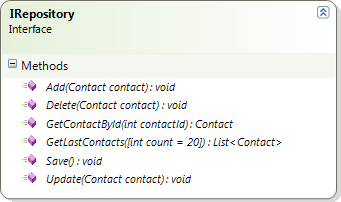 IRepository
Interface
Methods
Add(Contact contact) : void
Delete(Contact contact) : void
GetContactById(int contactId) : Contact
GetLastContacts([int count = 20]) : List<Contact>
Save() : void
Update(Contact contact) : void